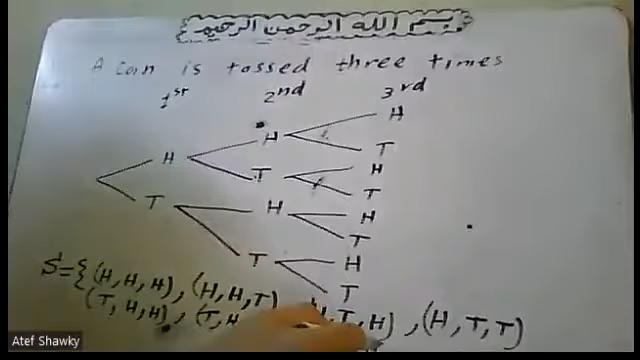 بسم الله الرحمن الرحيم
A coin is tossed three times
1st 2nd 3rd
H
H
T
H
T
H
T
T
H
H
T
T
H
T
S={(H,H,H), (H,H,T), (H,T,H), (H,T,T)
(T,H,H), (T,H
Atef Shawky